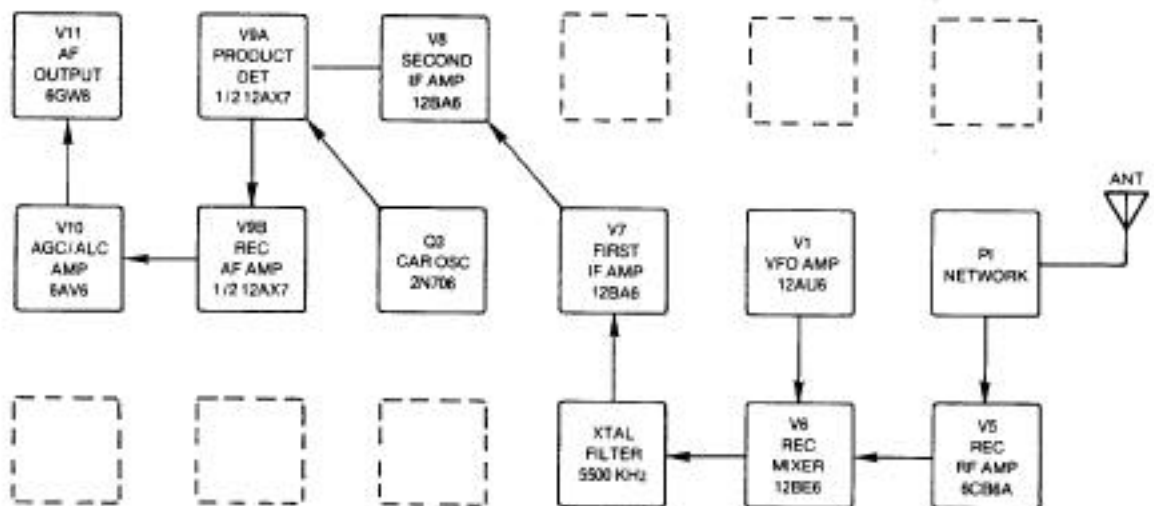 V11
AF
OUTPUT
6GW8
V9A
PRODUCT
DET
1/2 12AX7
V8
SECOND
IF AMP
12BA6
ANT
V10
AGC/ALC
AMP
6AV6
V9B
REC
AF AMP
1/2 12AX7
Q3
CAR OSC
2N706
V7
FIRST
IF AMP
12BA6
V1
VFO AMP
12AU6
PI
NETWORK
XTAL
FILTER
5500 KHz
V6
REC
MIXER
12BE6
V5
REC
RF AMP
6CB6A